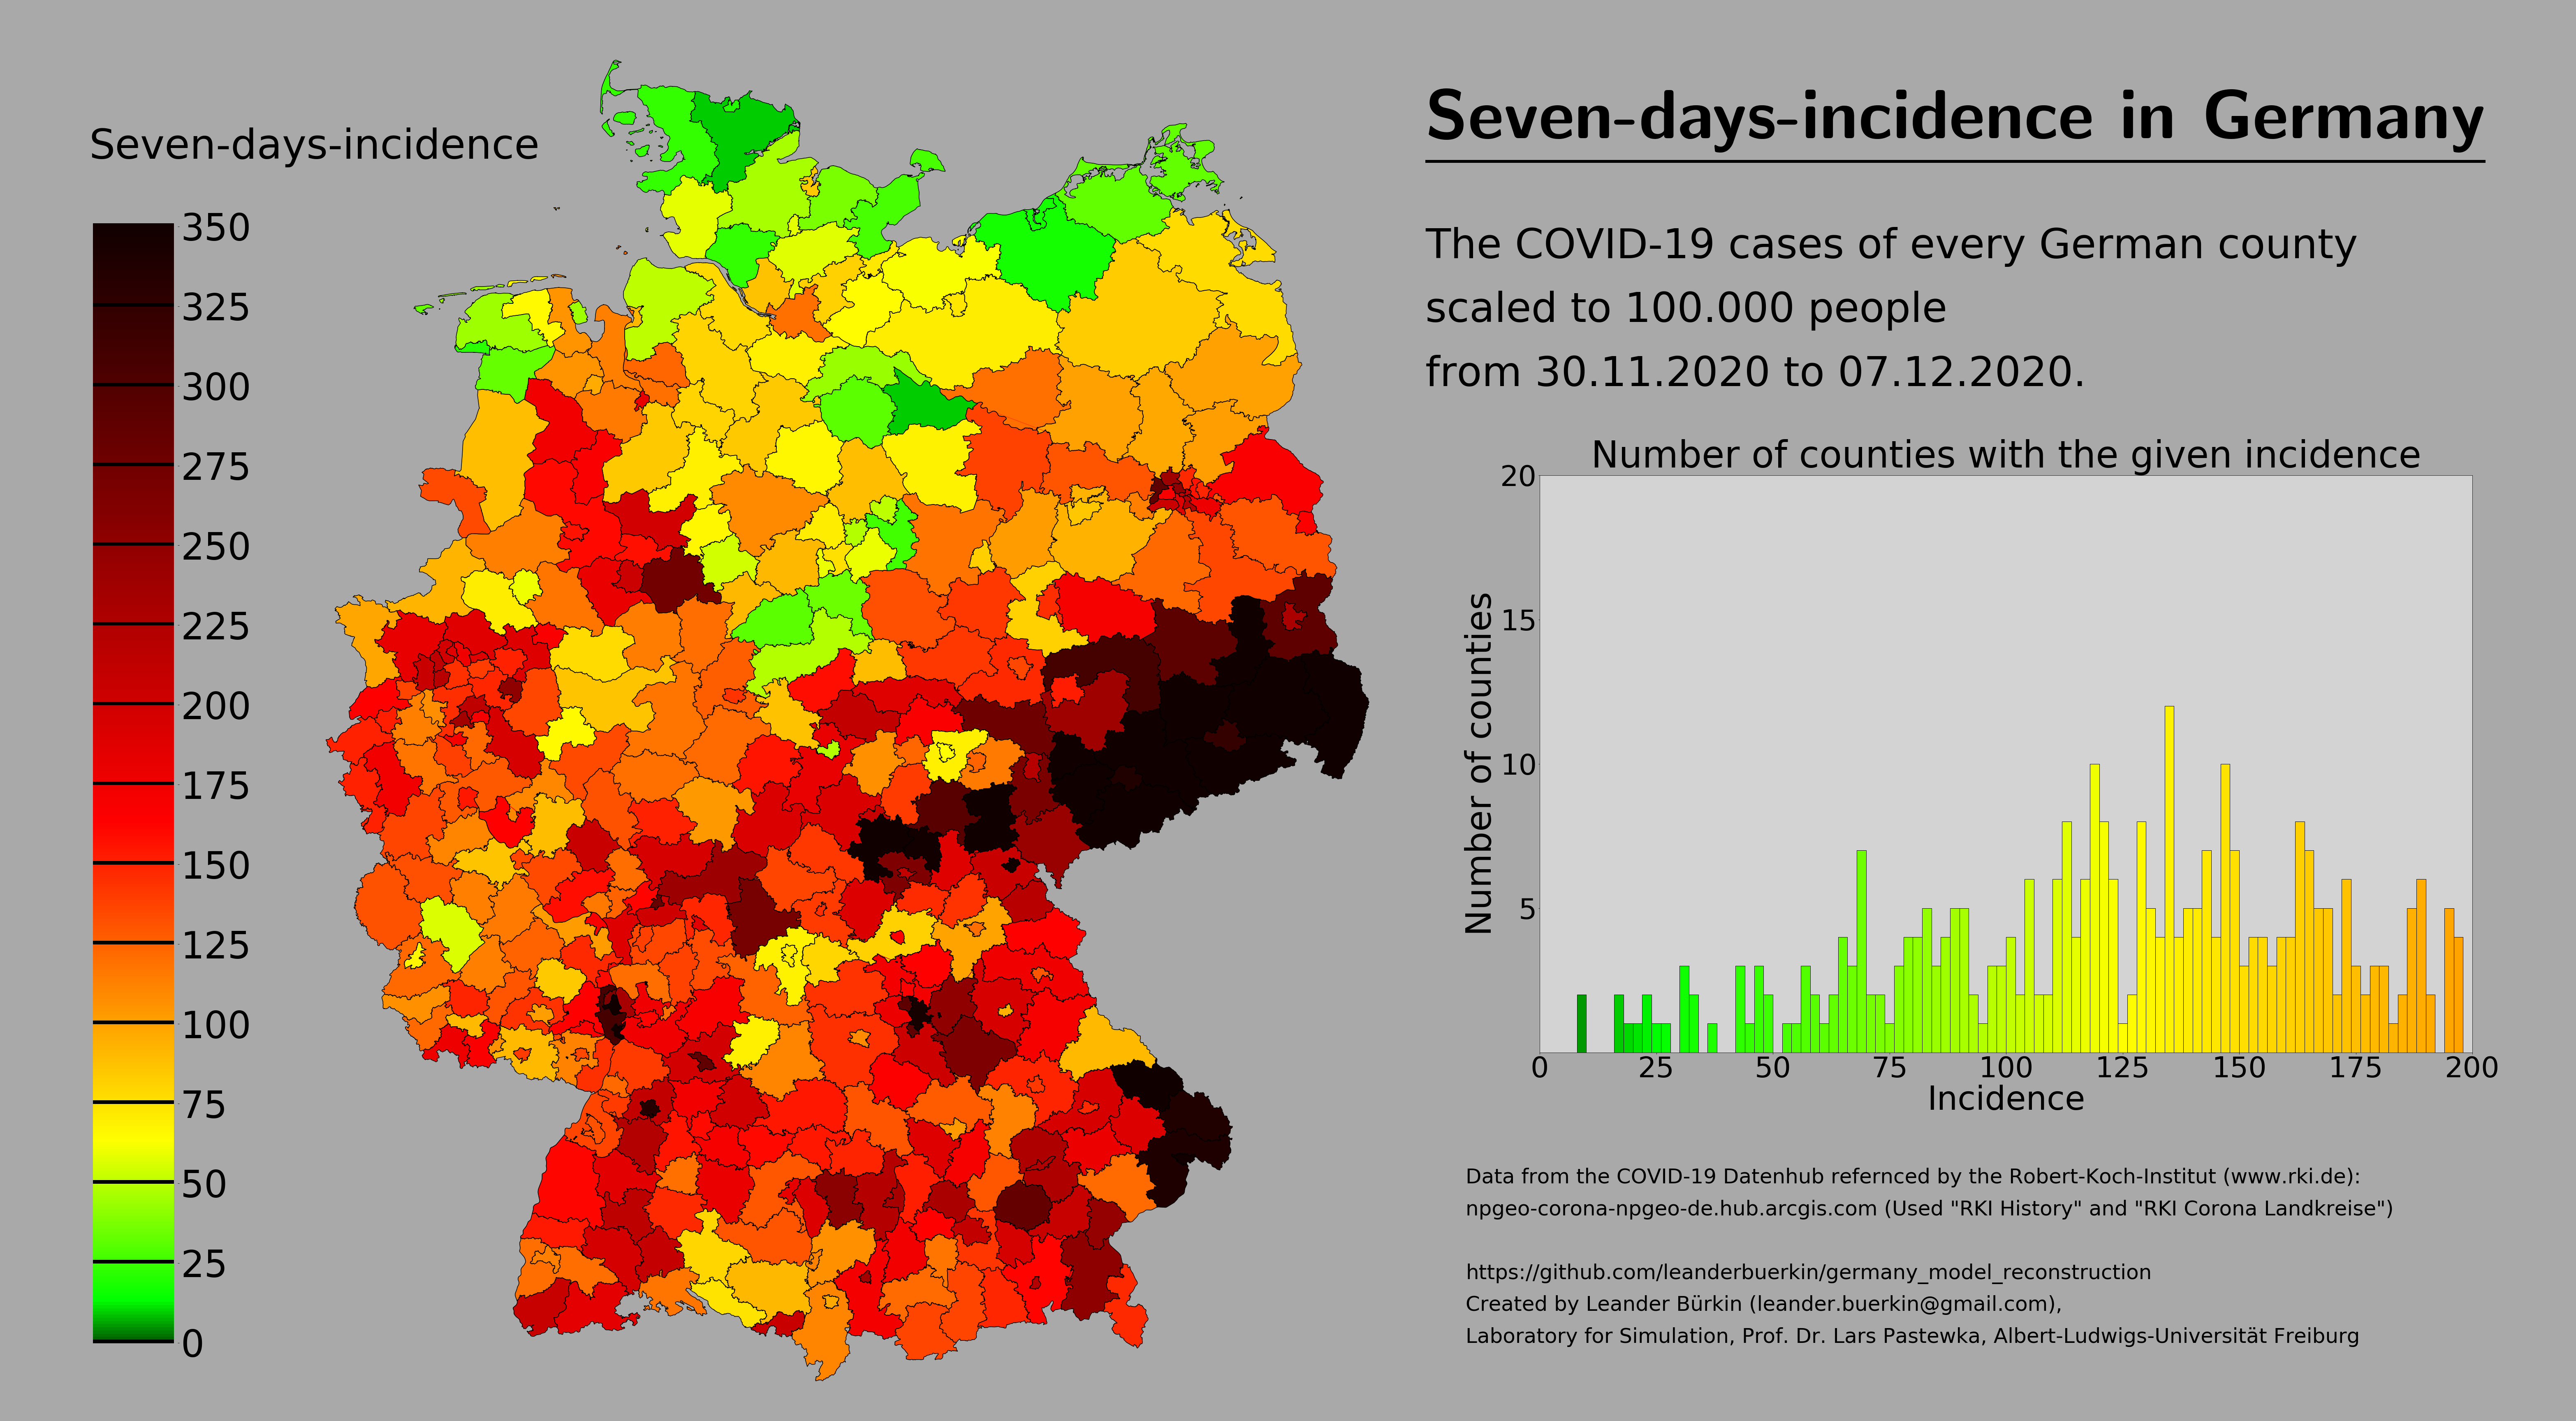 Seven-days-incidence in Germany
Seven-days-incidence
The COVID-19 cases of every German county
scaled to 100.000 people
from 30.11.2020 to 07.12.2020.
350
325
300
275
250
225
200
175
150
125
100
75
50
25
0
Number of counties with the given incidence
Number of counties
20
15
10
5
0 25 50 75 100 125 150 175 200
Incidence
Data from the COVID-19 Datenhub refernced by the Robert-Koch-Institut (www.rki.de):
npgeo-corona-npgeo-de.hub.arcgis.com (Used "RKI History" and "RKI Corona Landkreise")
https://github.com/leanderbuerkin/germany_model_reconstruction
Created by Leander Bürkin (leander.buerkin@gmail.com),
Laboratory for Simulation, Prof. Dr. Lars Pastewka, Albert-Ludwigs-Universität Freiburg